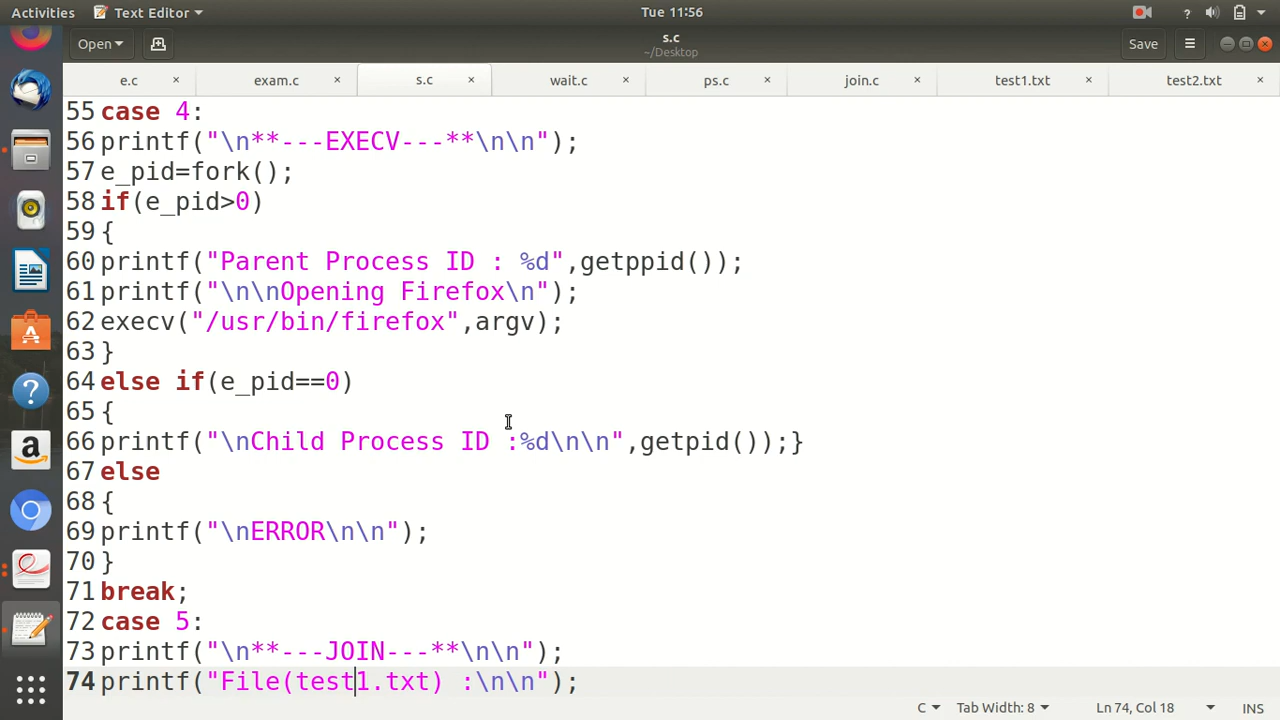 Activities Text Editor Tue 11:56
Open s.c Save
~/Desktop
e.c exam.c s.c wait.c ps.c join.c test1.txt test2.txt
55 case 4:
56 printf("\n**---EXECV---**\n\n");
57 e_pid=fork();
58 if(e_pid>0)
59 {
60 printf("Parent Process ID : %d",getppid());
61 printf("\n\nOpening Firefox\n");
62 execv("/usr/bin/firefox",argv);
63 }
64 else if(e_pid==0)
65 {
66 printf("\nChild Process ID :%d\n\n",getpid());}
67 else
68 {
69 printf("\nERROR\n\n");
70 }
71 break;
72 case 5:
73 printf("\n**---JOIN---**\n\n");
74 printf("File(test1.txt) :\n\n");
C Tab Width: 8 Ln 74, Col 18 INS